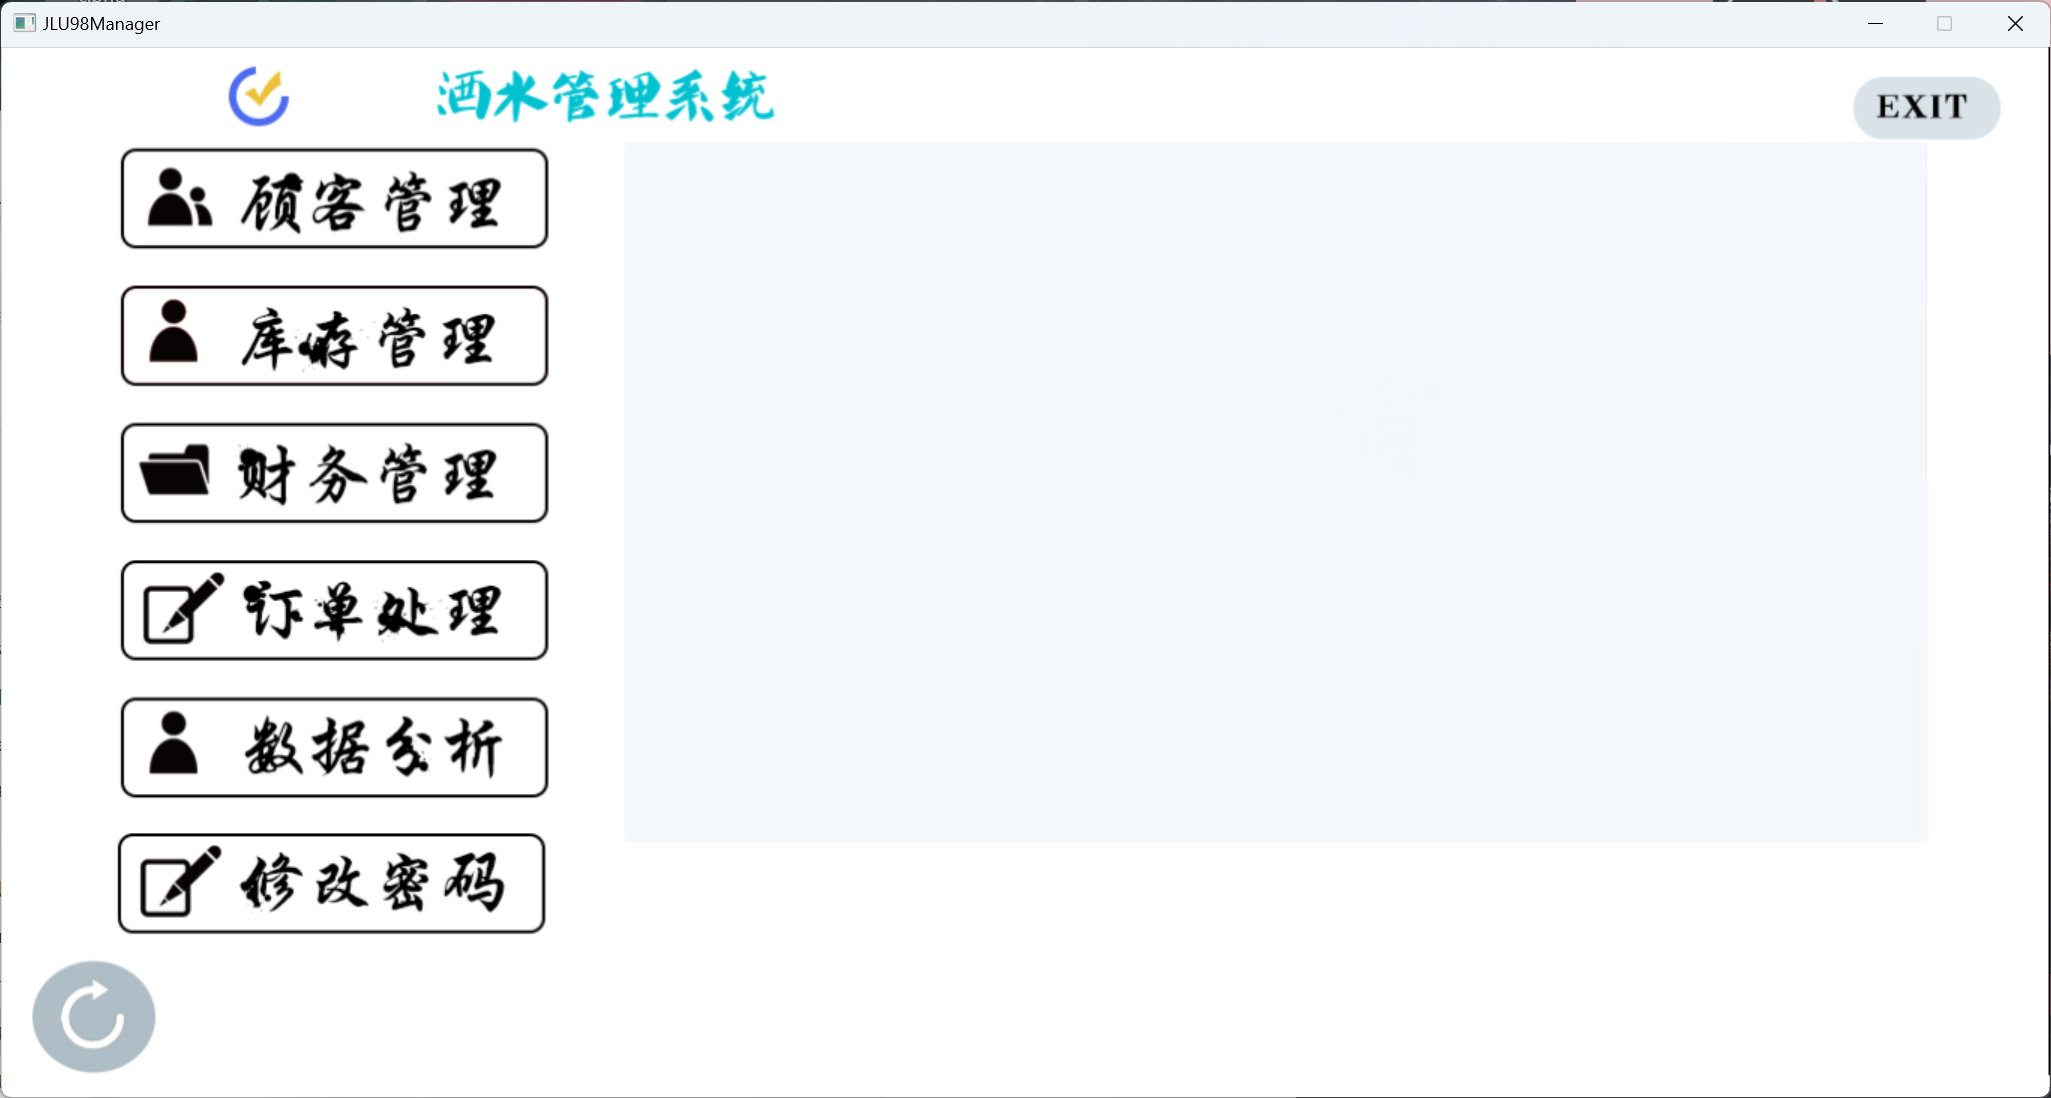 JLU98Manager
酒水管理系统
EXIT
顾客管理
库存管理
财务管理
订单处理
数据分析
修改密码